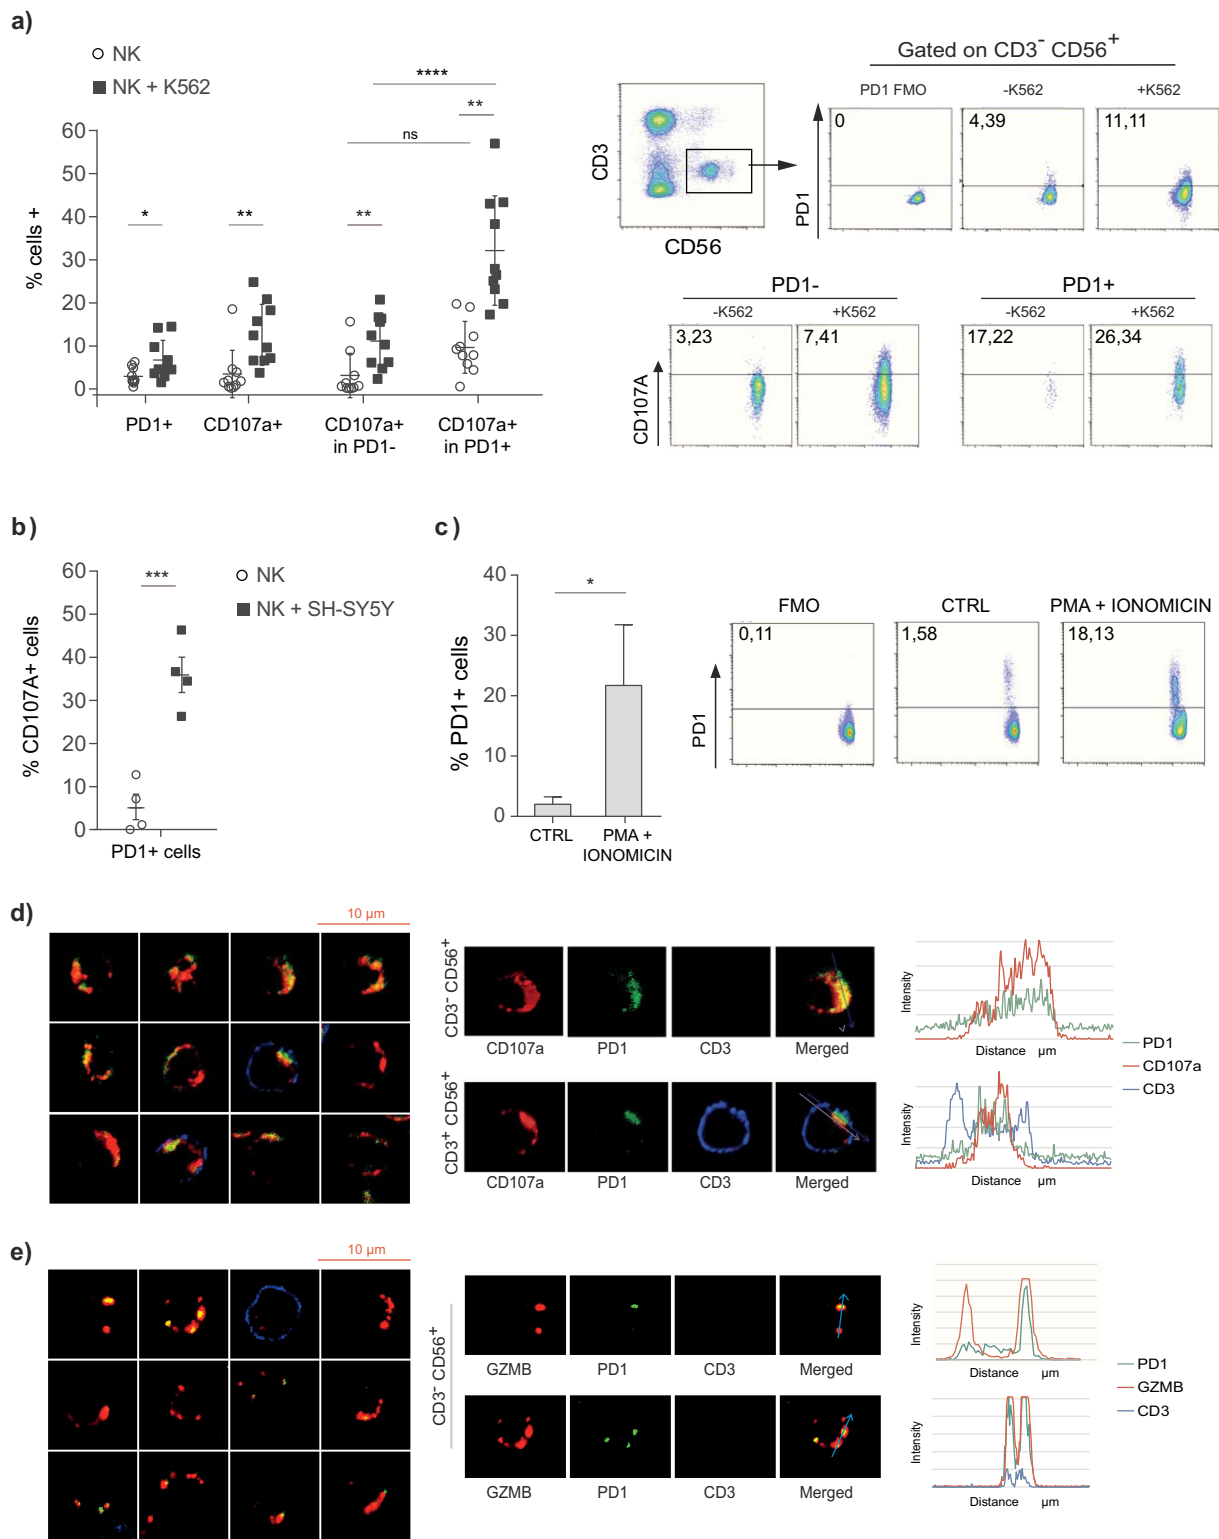 a)
NK
NK + K562
****
**
ns
*
**
**
% cells +
60
50
40
30
20
10
0
PD1+
CD107a+
CD107a+
in PD1-
CD107a+
in PD1+
Gated on CD3- CD56+
PD1 FMO
-K562
+K562
0
4,39
11,11
CD3
CD56
PD1
PD1-
PD1+
-K562
+K562
-K562
+K562
3,23
7,41
17,22
26,34
CD107A
b)
NK
NK + SH-SY5Y
***
% CD107A+ cells
60
50
40
30
20
10
0
PD1+ cells
c)
*
% PD1+ cells
40
30
20
10
0
CTRL
PMA +
IONOMICIN
FMO
CTRL
PMA + IONOMICIN
0,11
1,58
18,13
PD1
d)
10 µm
CD3- CD56+
CD107a
PD1
CD3
Merged
CD3+ CD56+
CD107a
PD1
CD3
Merged
Intensity
Distance µm
Intensity
Distance µm
PD1
CD107a
CD3
e)
10 µm
CD3- CD56+
GZMB
PD1
CD3
Merged
GZMB
PD1
CD3
Merged
Intensity
Distance µm
Intensity
Distance µm
PD1
GZMB
CD3